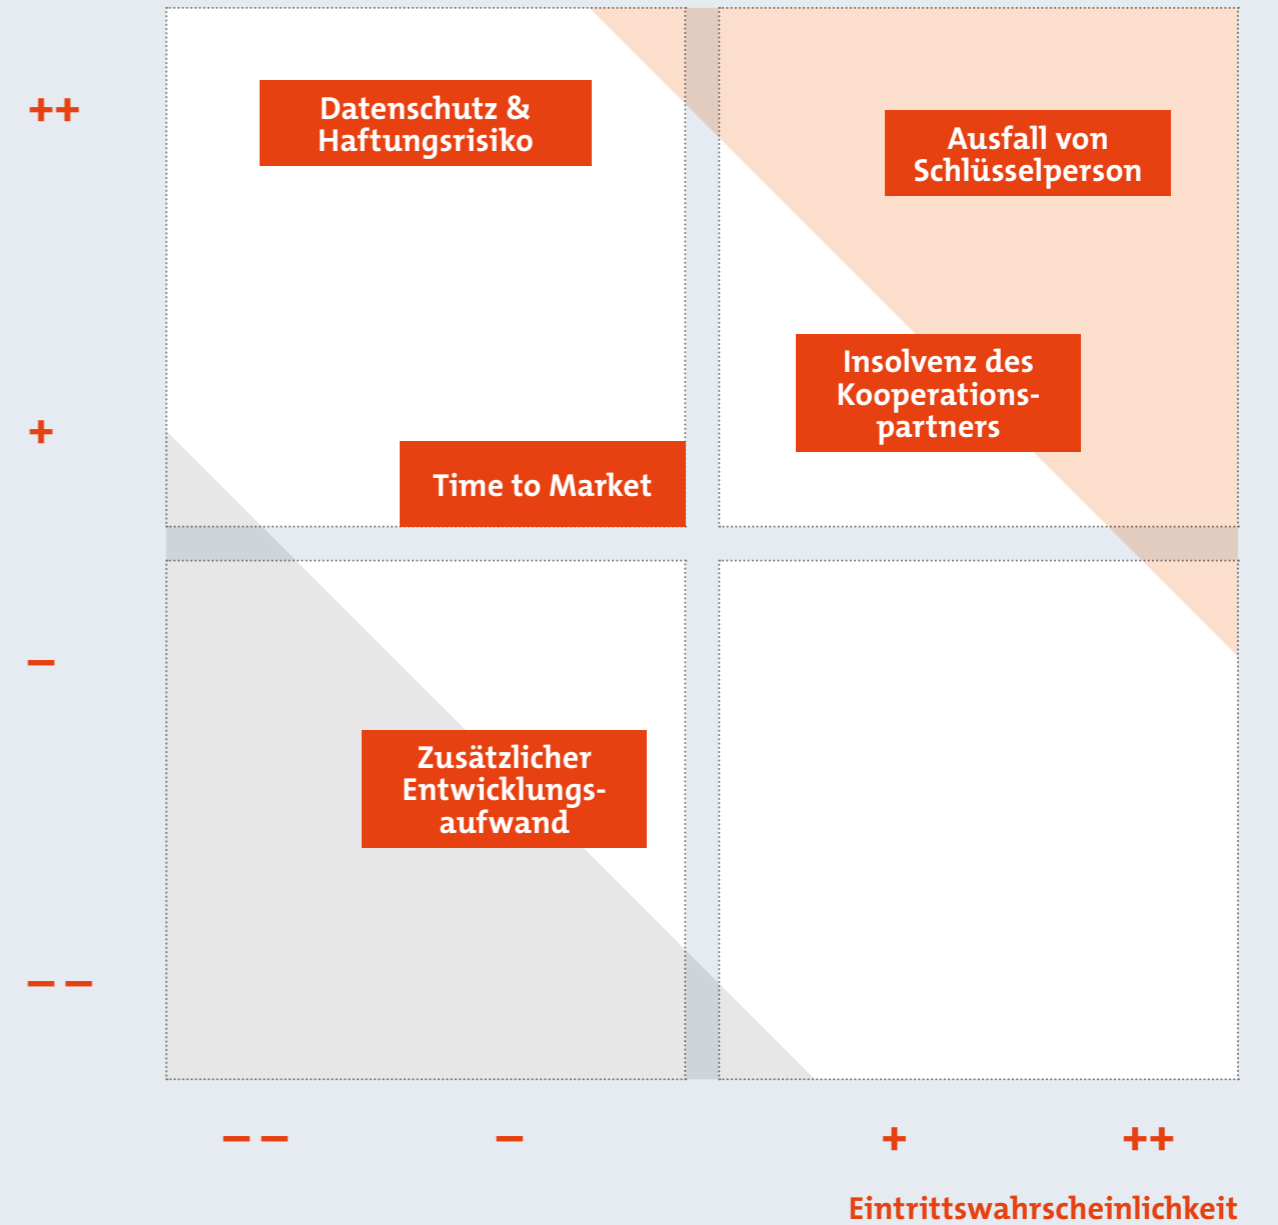 ++
Datenschutz &
Haftungsrisiko
Ausfall von
Schlüsselperson
Insolvenz des
Kooperations-
partners
+
Time to Market
–
Zusätzlicher
Entwicklungs-
aufwand
– –
– – – + ++
Eintrittswahrscheinlichkeit